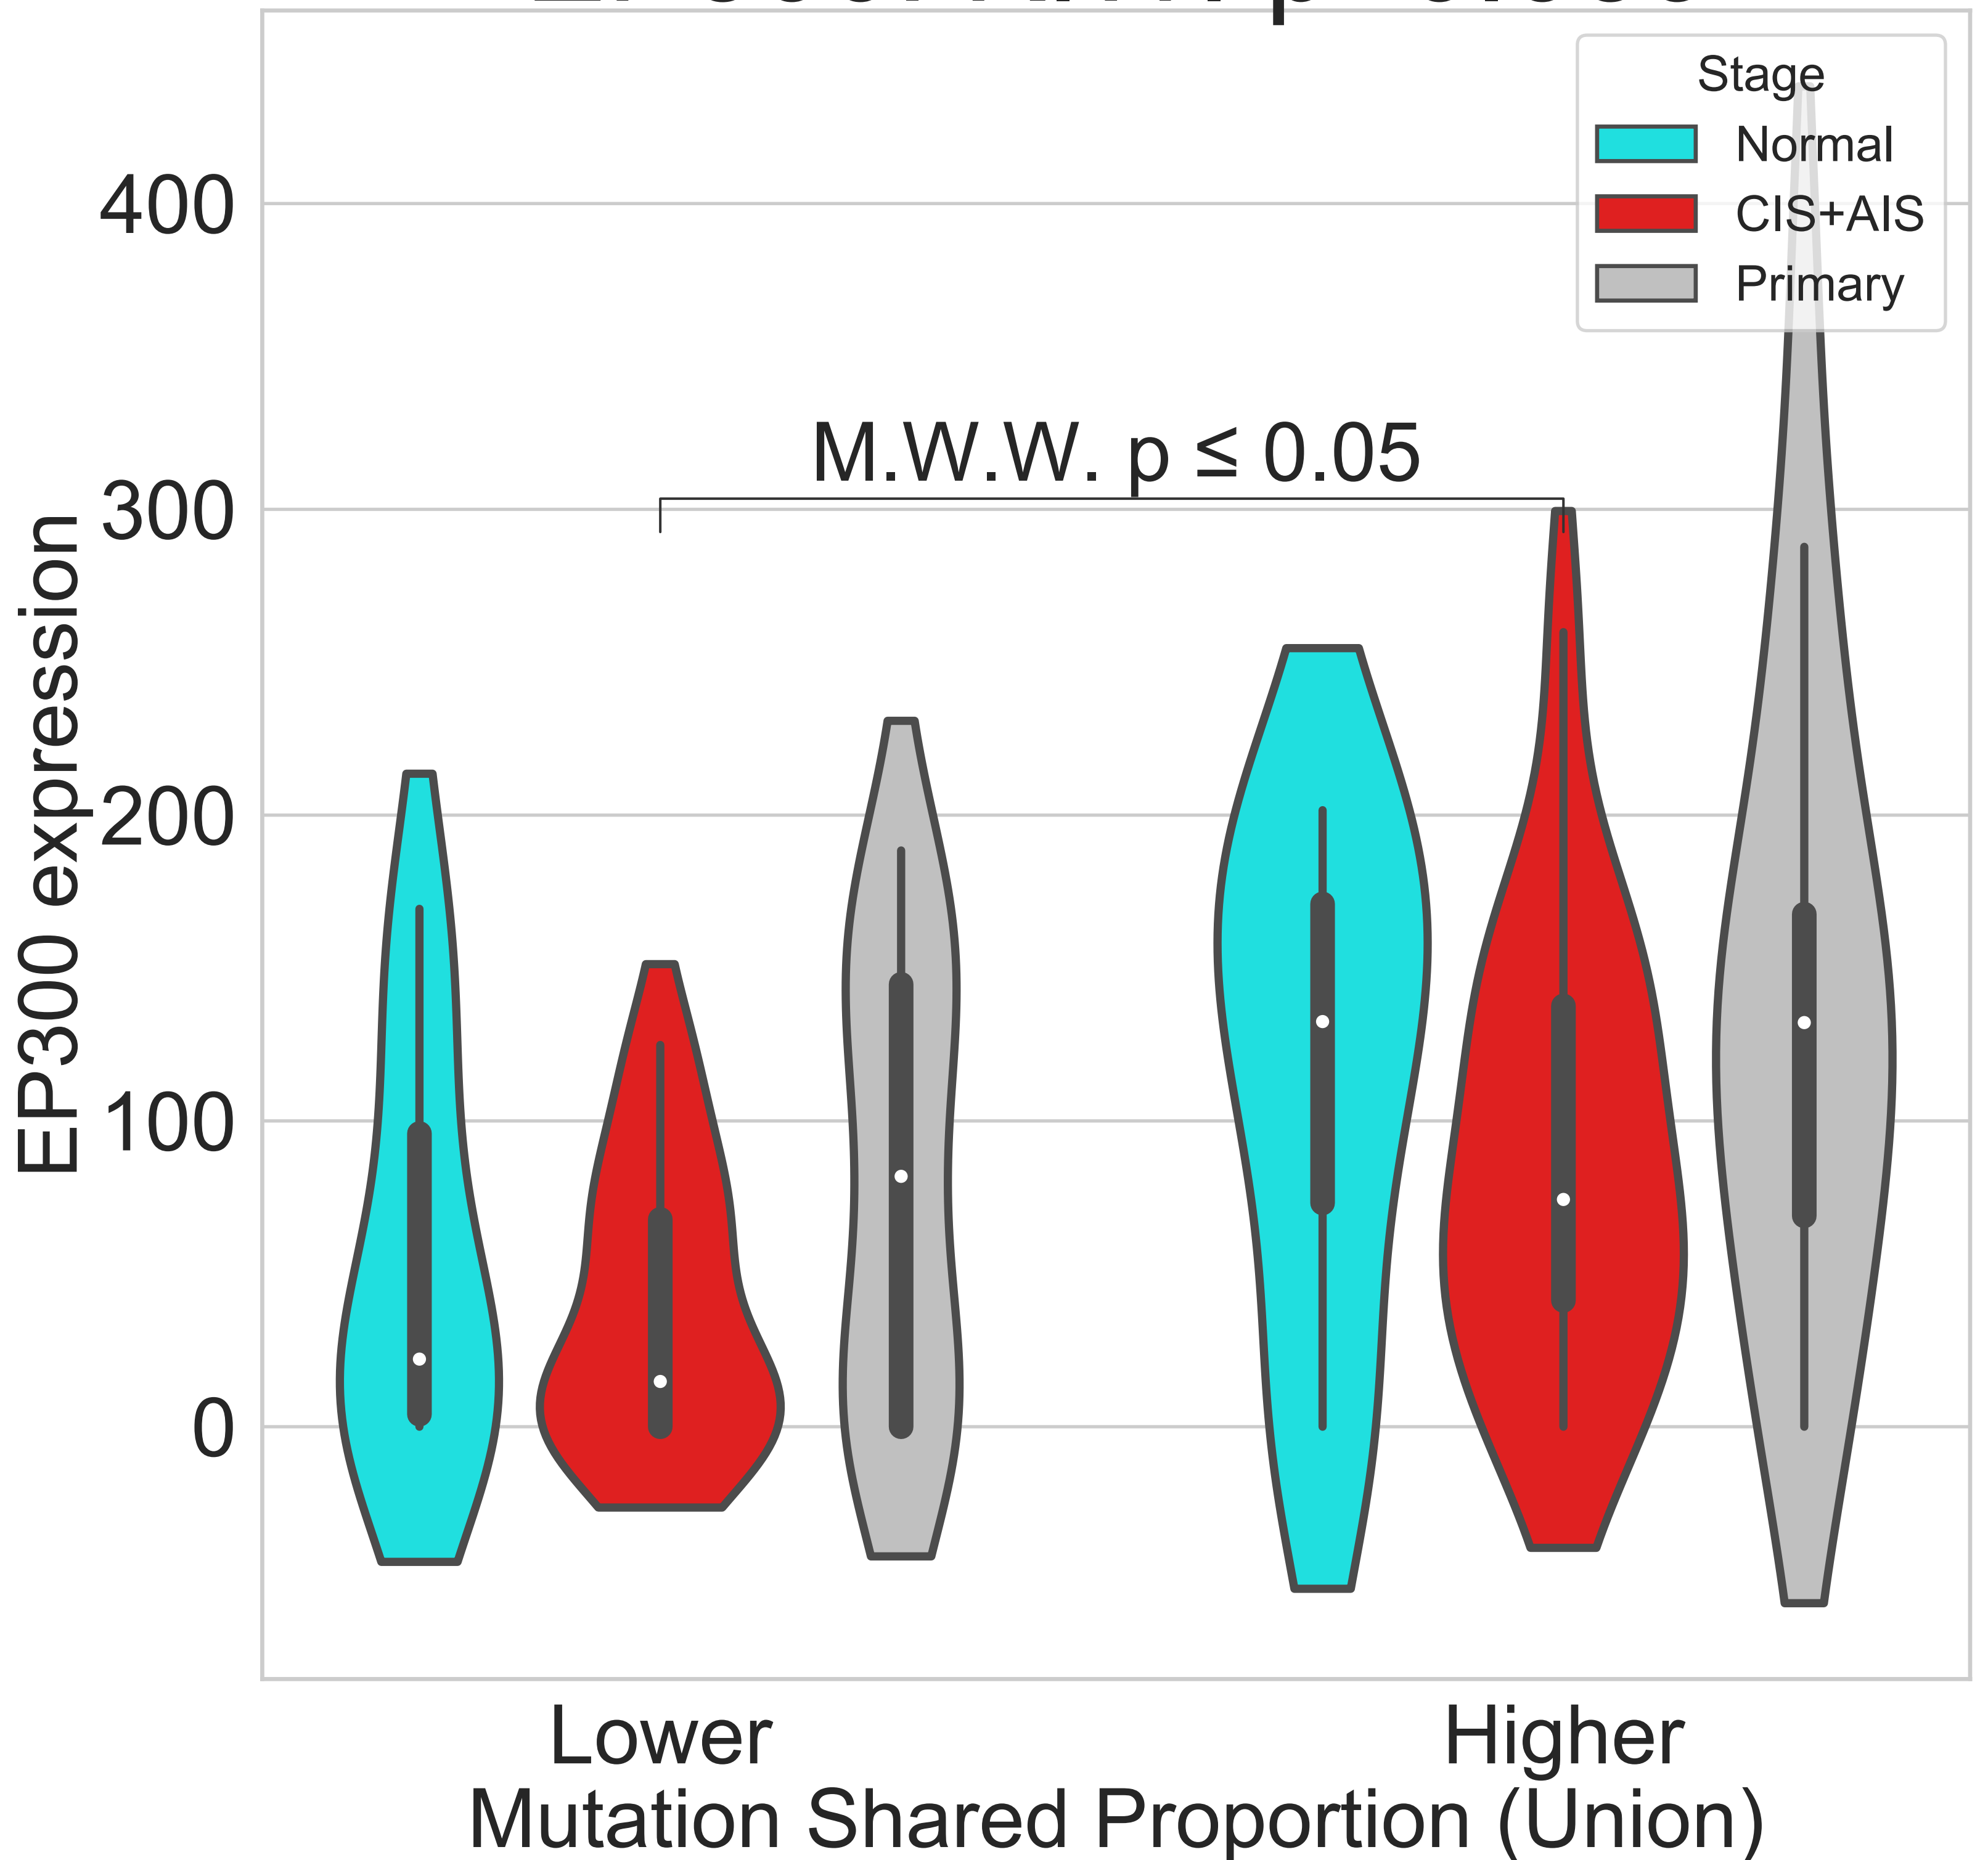 Stage
Normal
CIS+AIS
Primary
M.W.W. p ≤ 0.05
400
300
200
100
0
EP300 expression
Lower
Higher
Mutation Shared Proportion (Union)